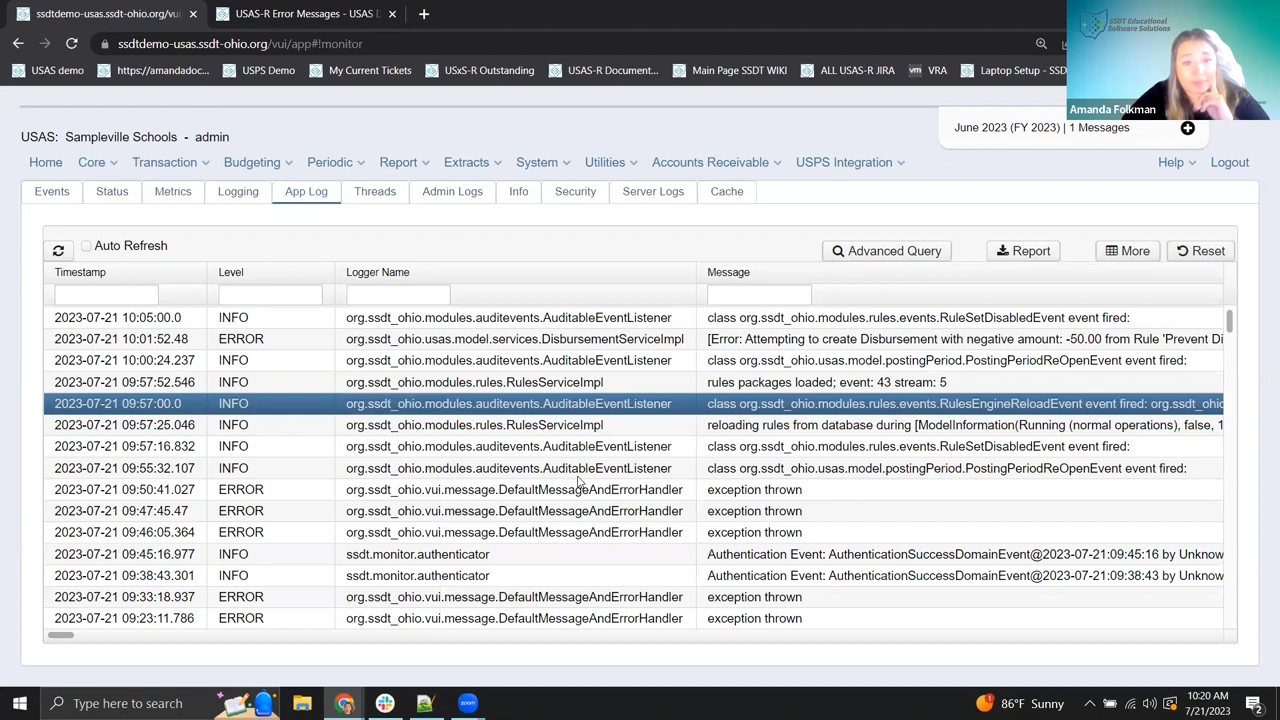 ssdtdemo-usas.ssdt-ohio.org/vui × USAS-R Error Messages - USAS D × +
ssdtdemo-usas.ssdt-ohio.org/vui/app#!monitor
USAS demo https://amandadoc... USPS Demo My Current Tickets USxS-R Outstanding USAS-R Document... Main Page SSDT WIKI ALL USAS-R JIRA vm VRA Laptop Setup - SSD
SSDT Educational
Software Solutions
Amanda Folkman
USAS: Sampleville Schools - admin
June 2023 (FY 2023) | 1 Messages
Home Core Transaction Budgeting Periodic Report Extracts System Utilities Accounts Receivable USPS Integration Help Logout
Events Status Metrics Logging App Log Threads Admin Logs Info Security Server Logs Cache
Auto Refresh Advanced Query Report More Reset
Timestamp Level Logger Name Message
2023-07-21 10:05:00.0 INFO org.ssdt_ohio.modules.auditevents.AuditableEventListener class org.ssdt_ohio.modules.rules.events.RuleSetDisabledEvent event fired:
2023-07-21 10:01:52.48 ERROR org.ssdt_ohio.usas.model.services.DisbursementServiceImpl [Error: Attempting to create Disbursement with negative amount: -50.00 from Rule 'Prevent Di
2023-07-21 10:00:24.237 INFO org.ssdt_ohio.modules.auditevents.AuditableEventListener class org.ssdt_ohio.usas.model.postingPeriod.PostingPeriodReOpenEvent event fired:
2023-07-21 09:57:52.546 INFO org.ssdt_ohio.modules.rules.RulesServiceImpl rules packages loaded; event: 43 stream: 5
2023-07-21 09:57:00.0 INFO org.ssdt_ohio.modules.auditevents.AuditableEventListener class org.ssdt_ohio.modules.rules.events.RulesEngineReloadEvent event fired: org.ssdt_ohio
2023-07-21 09:57:25.046 INFO org.ssdt_ohio.modules.rules.RulesServiceImpl reloading rules from database during [ModelInformation(Running (normal operations), false, 1
2023-07-21 09:57:16.832 INFO org.ssdt_ohio.modules.auditevents.AuditableEventListener class org.ssdt_ohio.modules.rules.events.RuleSetDisabledEvent event fired:
2023-07-21 09:55:32.107 INFO org.ssdt_ohio.modules.auditevents.AuditableEventListener class org.ssdt_ohio.usas.model.postingPeriod.PostingPeriodReOpenEvent event fired:
2023-07-21 09:50:41.027 ERROR org.ssdt_ohio.vui.message.DefaultMessageAndErrorHandler exception thrown
2023-07-21 09:47:45.47 ERROR org.ssdt_ohio.vui.message.DefaultMessageAndErrorHandler exception thrown
2023-07-21 09:46:05.364 ERROR org.ssdt_ohio.vui.message.DefaultMessageAndErrorHandler exception thrown
2023-07-21 09:45:16.977 INFO ssdt.monitor.authenticator Authentication Event: AuthenticationSuccessDomainEvent@2023-07-21:09:45:16 by Unknow
2023-07-21 09:38:43.301 INFO ssdt.monitor.authenticator Authentication Event: AuthenticationSuccessDomainEvent@2023-07-21:09:38:43 by Unknow
2023-07-21 09:33:18.937 ERROR org.ssdt_ohio.vui.message.DefaultMessageAndErrorHandler exception thrown
2023-07-21 09:23:11.786 ERROR org.ssdt_ohio.vui.message.DefaultMessageAndErrorHandler exception thrown
Type here to search zoom 86°F Sunny 10:20 AM
7/21/2023 2